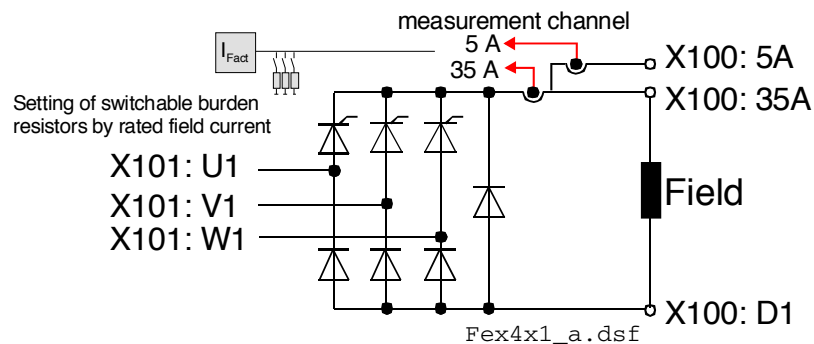 measurement channel
5 A
35 A
I Fact
X100: 5A
X100: 35A
Setting of switchable burden
resistors by rated field current
X101: U1
X101: V1
X101: W1
Field
X100: D1
Fex4x1_a.dsf